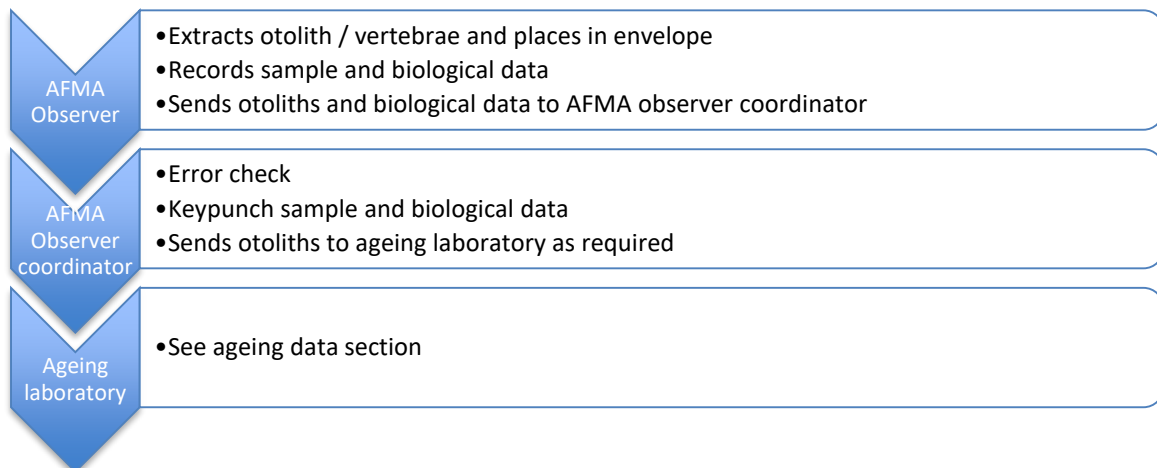 AFMA
Observer
•Extracts otolith / vertebrae and places in envelope
•Records sample and biological data
•Sends otoliths and biological data to AFMA observer coordinator
AFMA
Observer
coordinator
•Error check
•Keypunch sample and biological data
•Sends otoliths to ageing laboratory as required
Ageing
laboratory
•See ageing data section